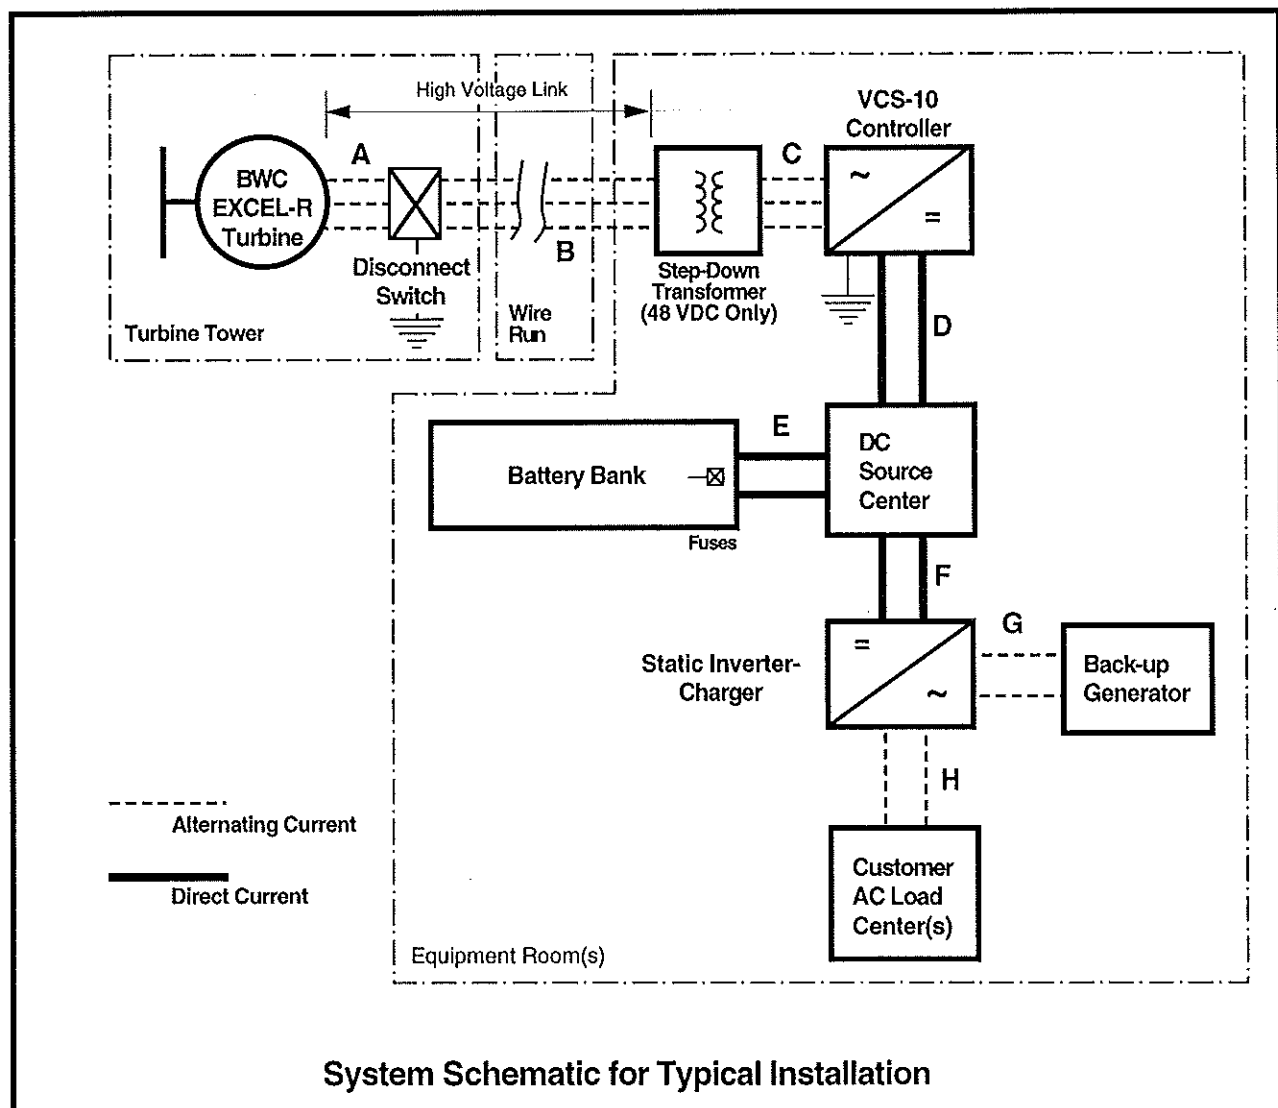 High Voltage Link
VCS-10
Controller
A
C
BWC
EXCEL-R
Turbine
~
=
B
Disconnect
Switch
Step-Down
Transformer
(48 VDC Only)
Wire
Run
Turbine Tower
D
E
DC
Source
Center
Battery Bank
Fuses
F
G
=
~
Static Inverter-
Charger
Back-up
Generator
H
Alternating Current
Customer
AC Load
Center(s)
Direct Current
Equipment Room(s)
System Schematic for Typical Installation